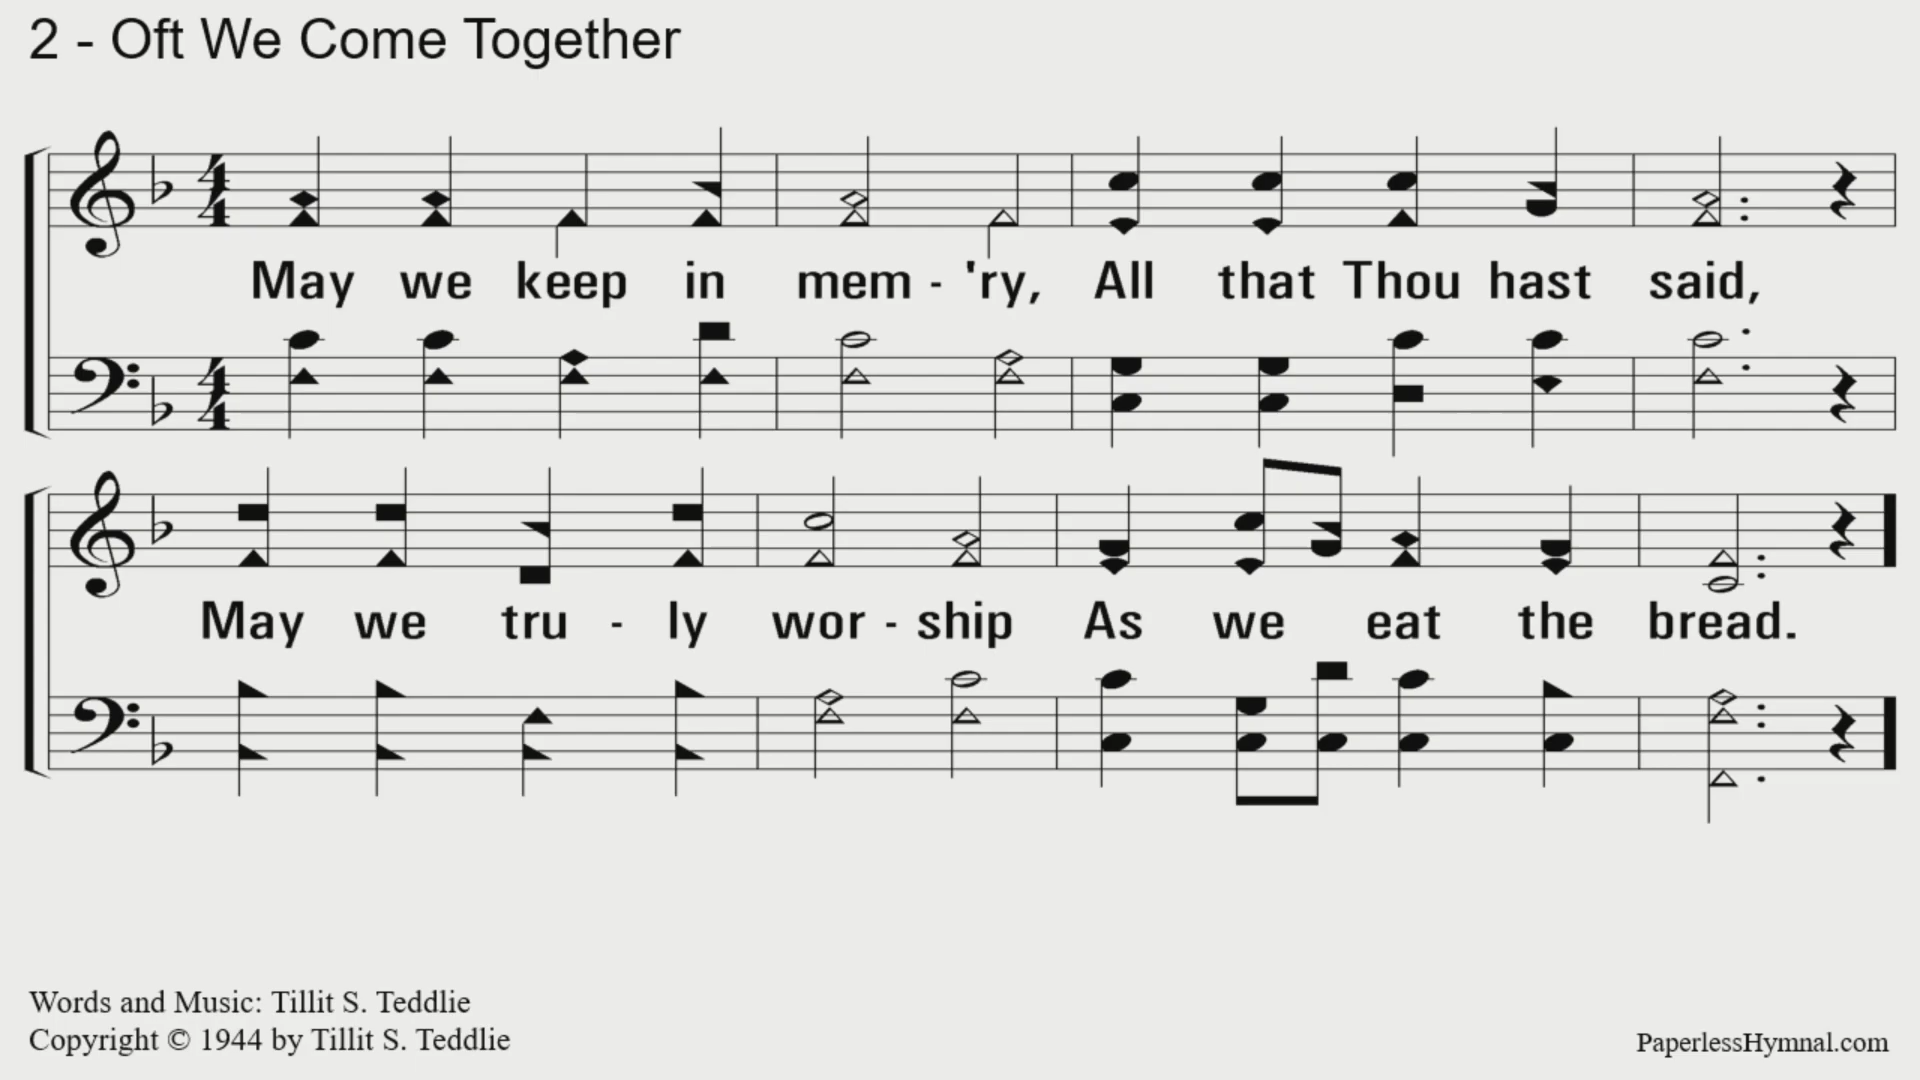 2 - Oft We Come Together
May we keep in mem - 'ry, All that Thou hast said,
May we tru - ly wor - ship As we eat the bread.
Words and Music: Tillit S. Teddlie
Copyright © 1944 by Tillit S. Teddlie
PaperlessHymnal.com